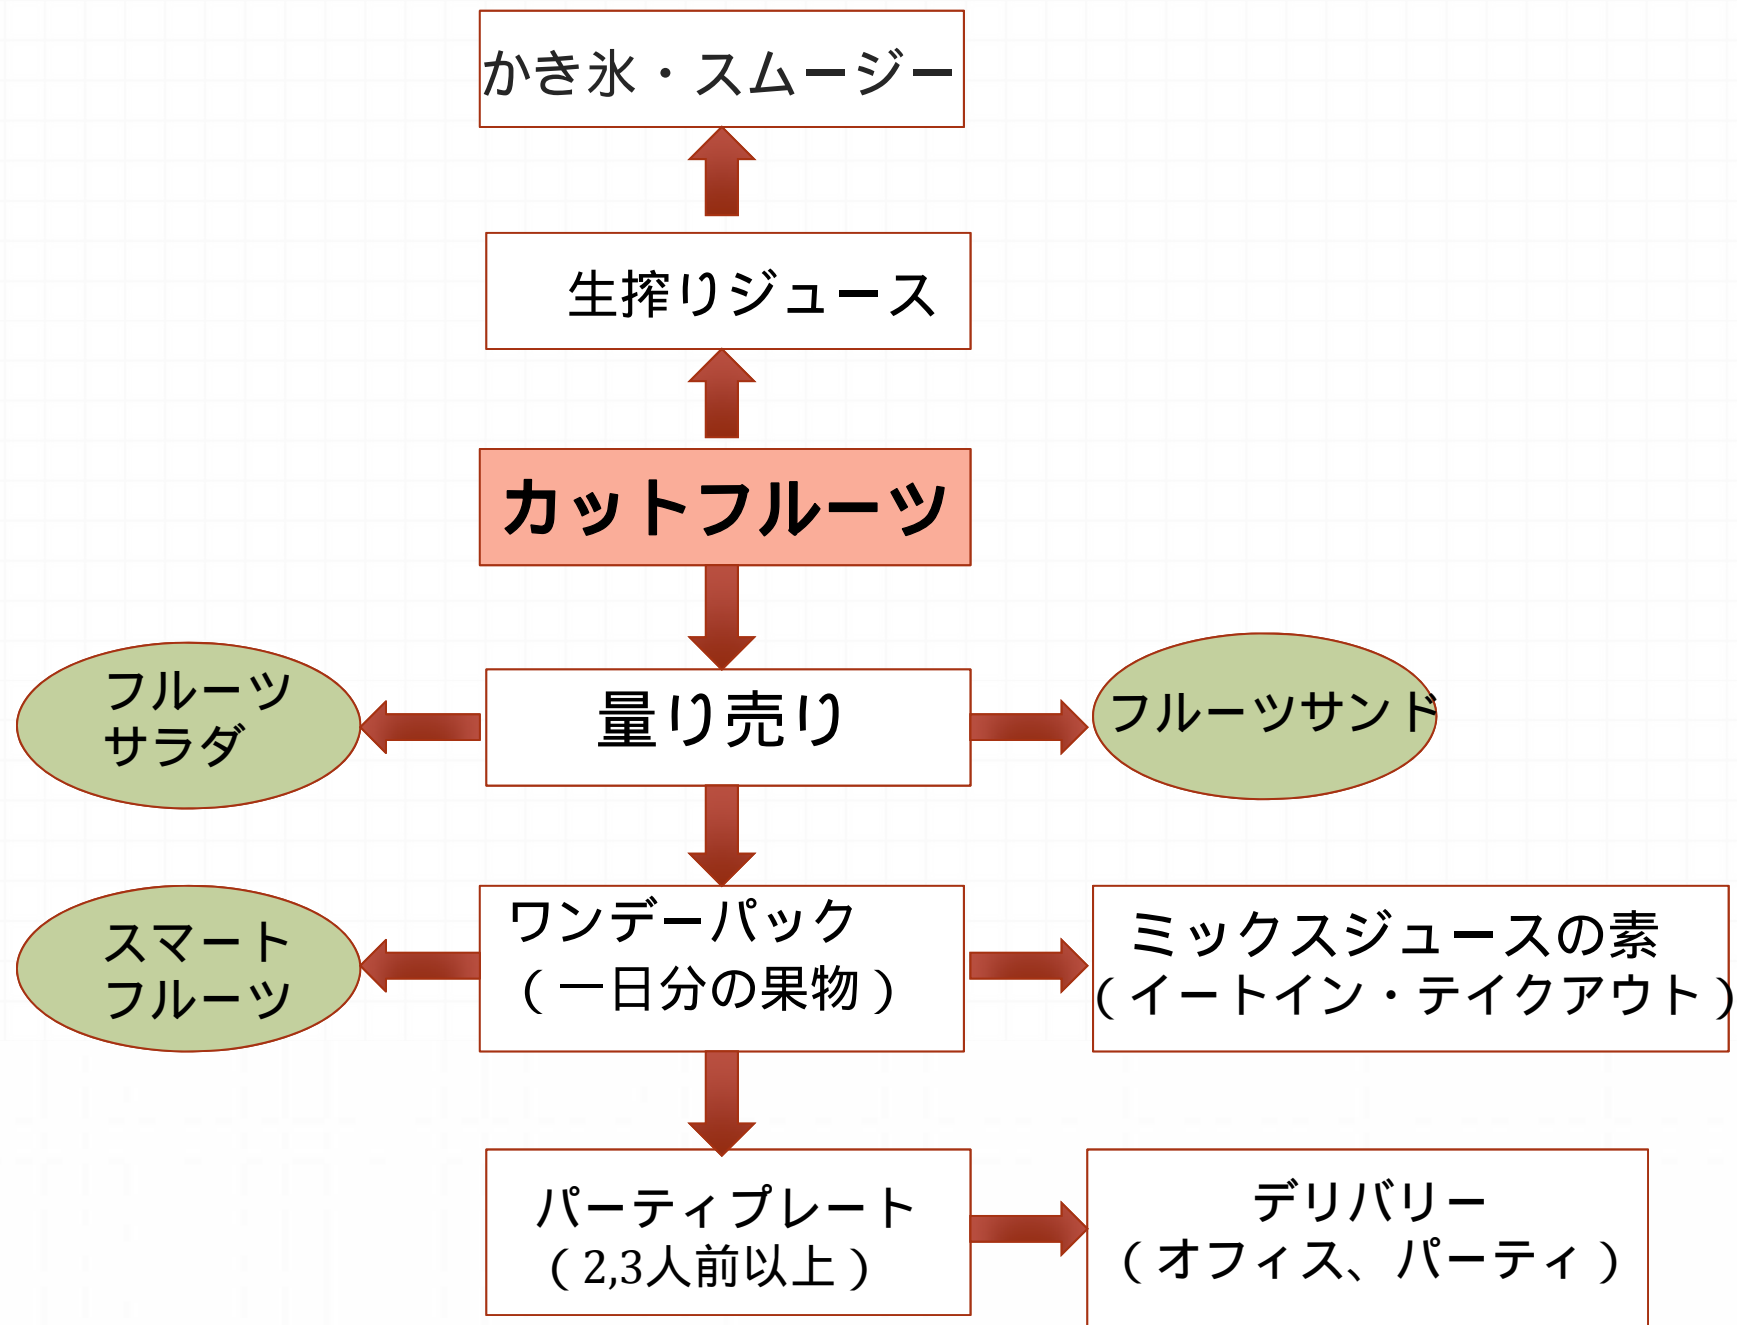 かき氷・スムージー
生搾りジュース
カットフルーツ
フルーツ
サラダ
量り売り
フルーツサンド
スマート
フルーツ
ワンデーパック
（一日分の果物）
ミックスジュースの素
（イートイン・テイクアウト）
パーティプレート
（2,3人前以上）
デリバリー
（オフィス、パーティ）